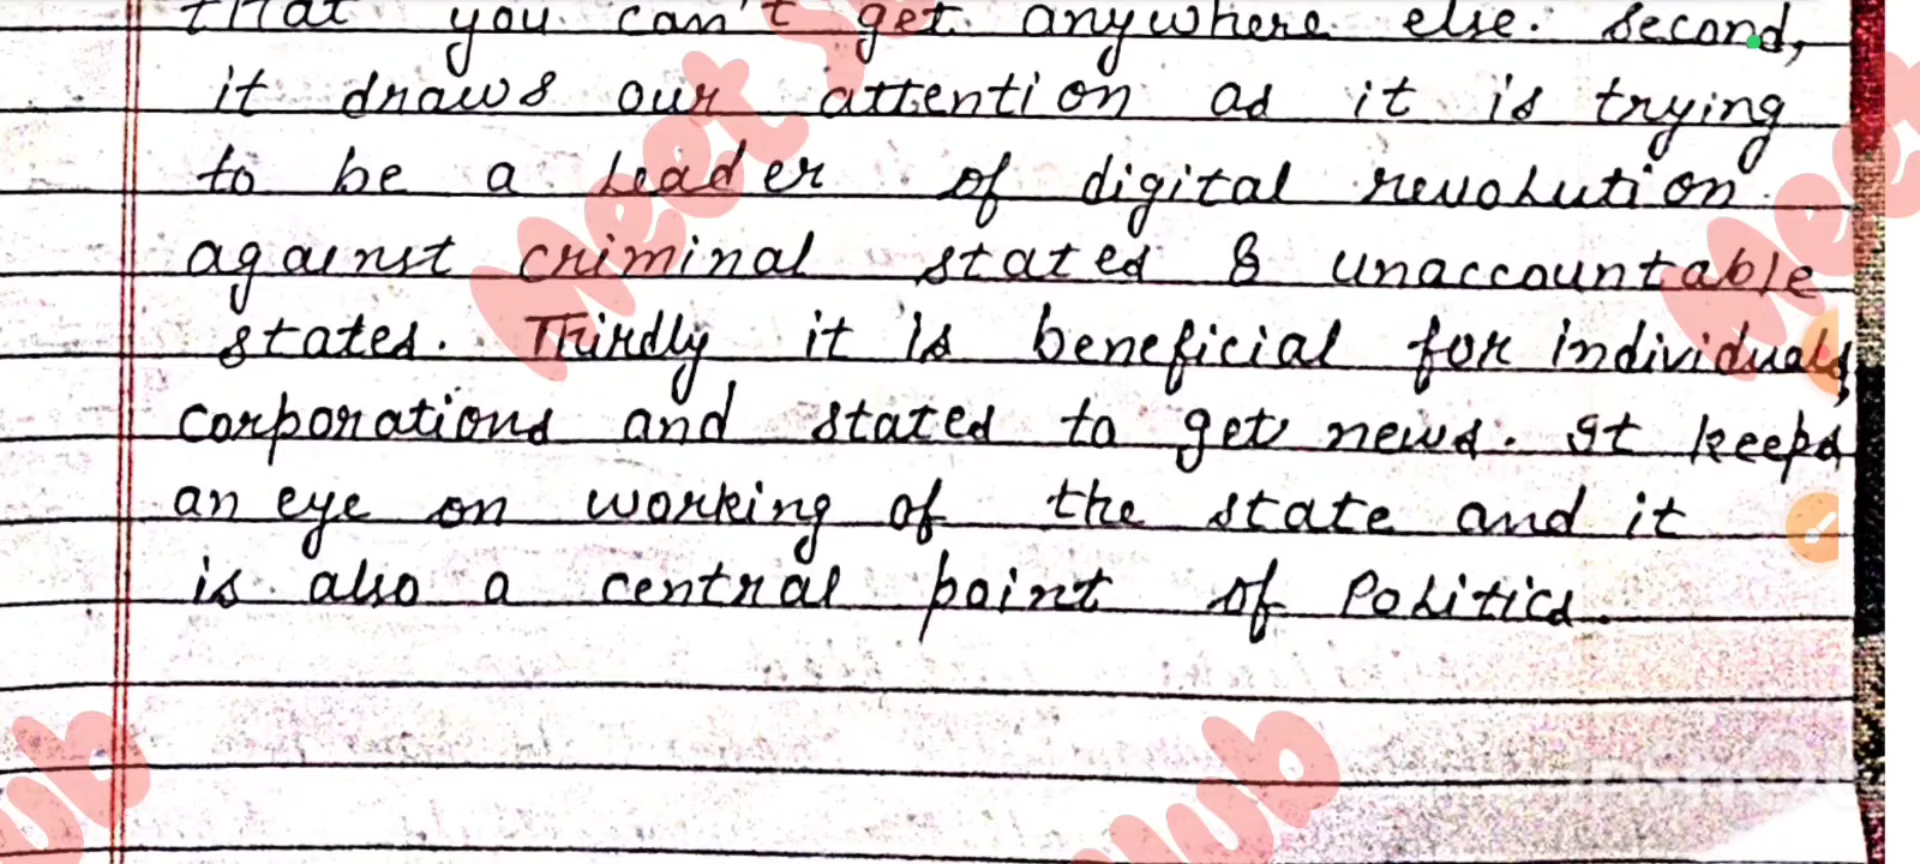 that you can't get anywhere else. Second,
it draws our attention as it is trying
to be a leader of digital revolution
against criminal states & unaccountable
states. Thirdly it is beneficial for individuals,
corporations and states to get news. It keeps
an eye on working of the state and it
is also a central point of Politics.